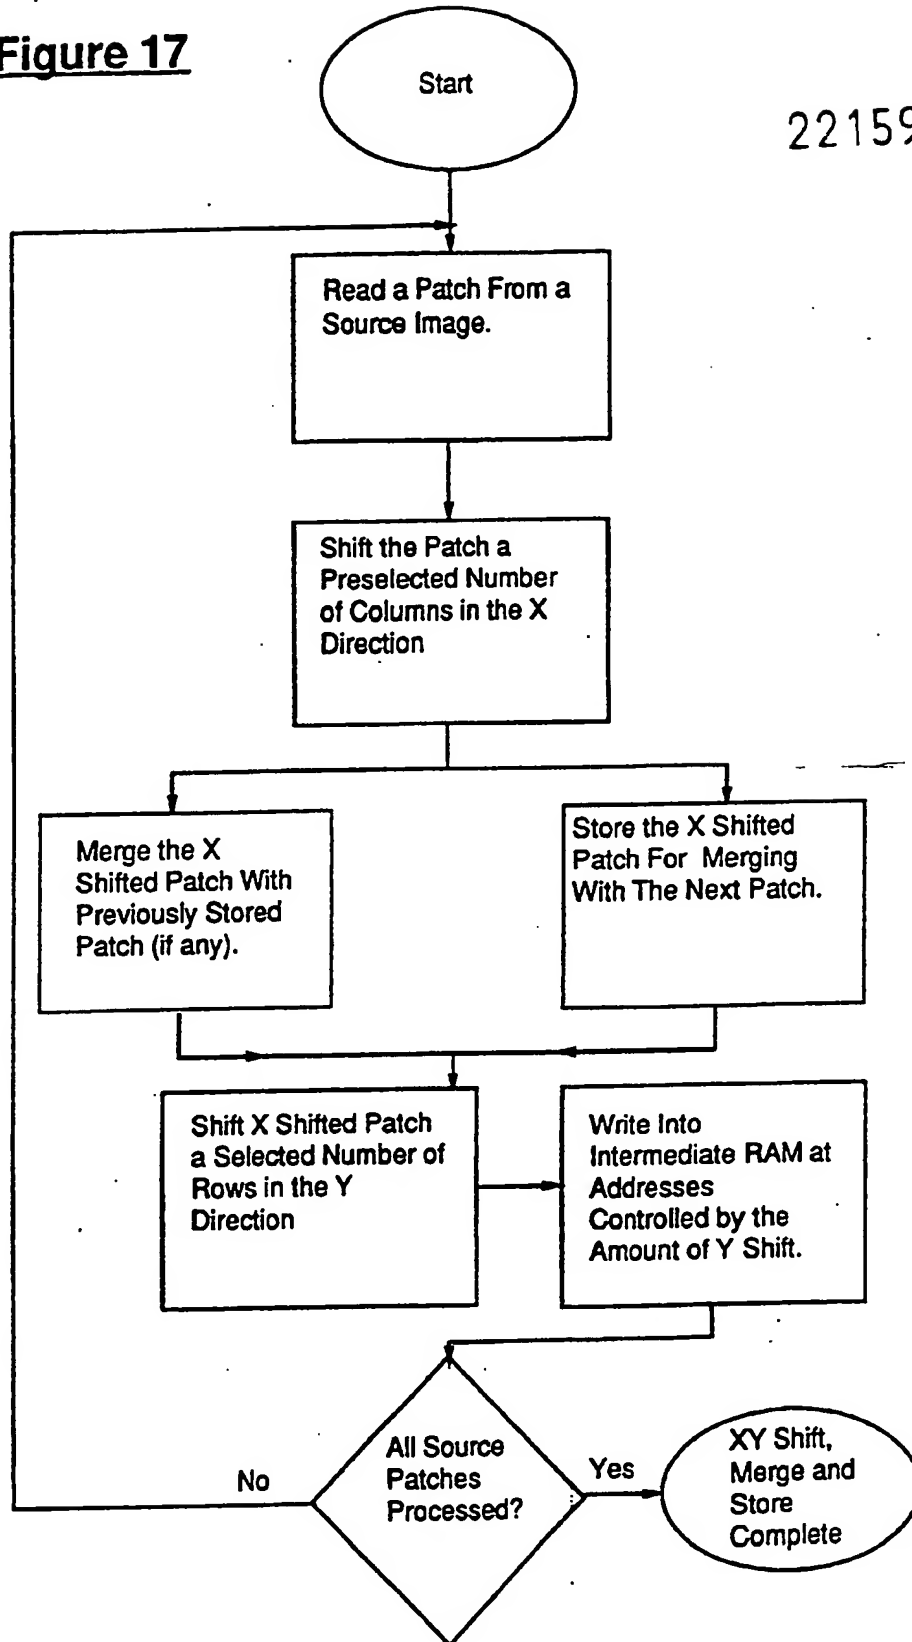 Figure 17
Start
22159
Read a Patch From a
Source Image.
Shift the Patch a
Preselected Number
of Columns in the X
Direction
Merge the X
Shifted Patch With
Previously Stored
Patch (if any).
Store the X Shifted
Patch For Merging
With The Next Patch.
Shift X Shifted Patch
a Selected Number of
Rows in the Y
Direction
Write Into
Intermediate RAM at
Addresses
Controlled by the
Amount of Y Shift.
All Source
Patches
Processed?
No
Yes
XY Shift,
Merge and
Store
Complete